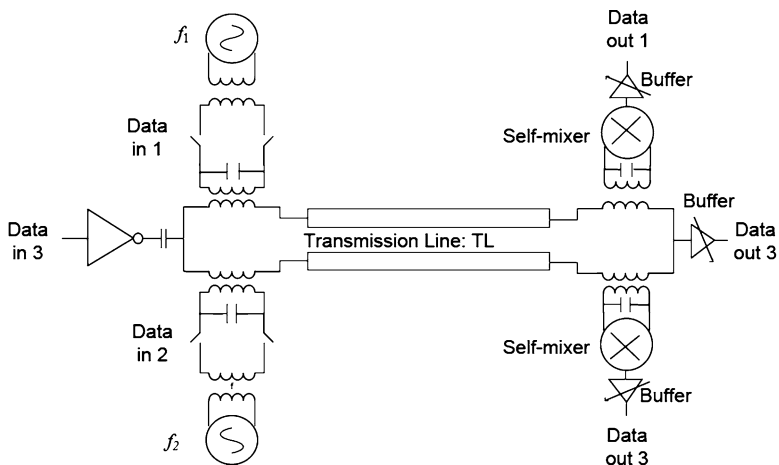 f1
Data
out 1
Buffer
Data
in 1
Self-mixer
Buffer
Data
in 3
Transmission Line: TL
Data
out 3
Data
in 2
Self-mixer
Buffer
f2
Data
out 3